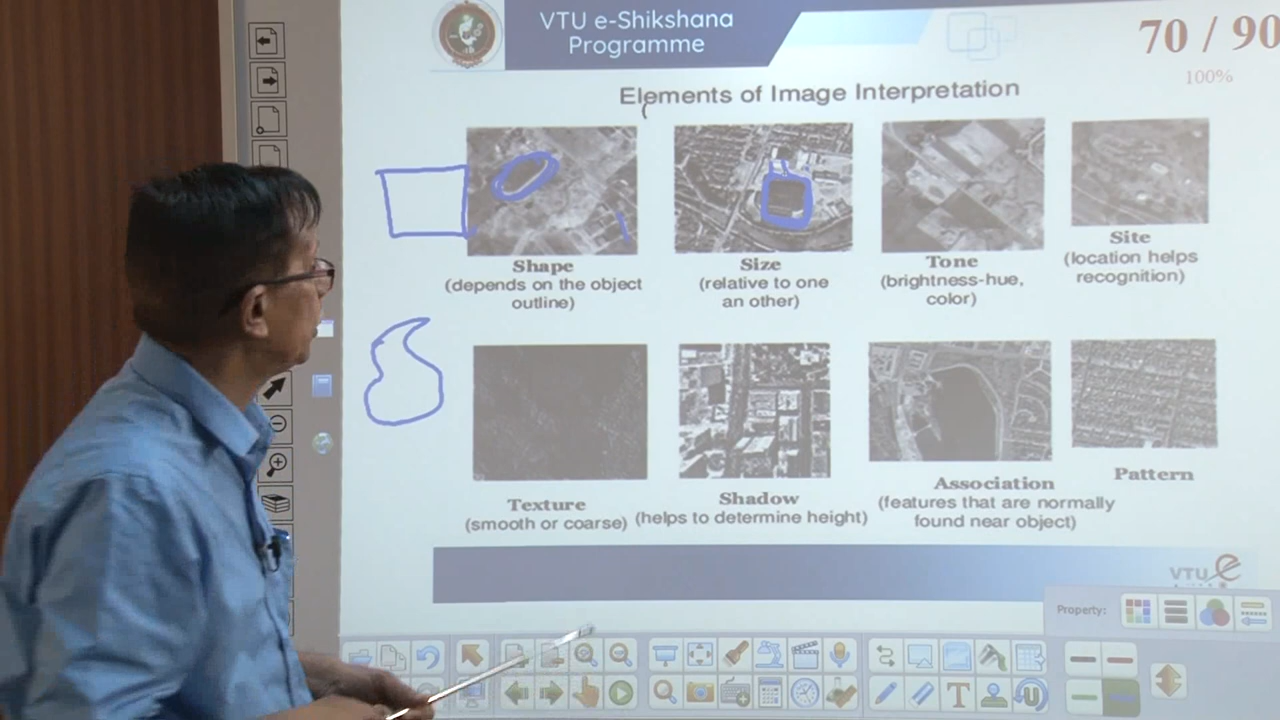 VTU e-Shikshana
Programme
70 / 90
100%
Elements of Image Interpretation
Shape
(depends on the object
outline)
Size
(relative to one
an other)
Tone
(brightness-hue,
color)
Site
(location helps
recognition)
Texture
(smooth or coarse)
Shadow
(helps to determine height)
Association
(features that are normally
found near object)
Pattern
VTU e
Property:
T